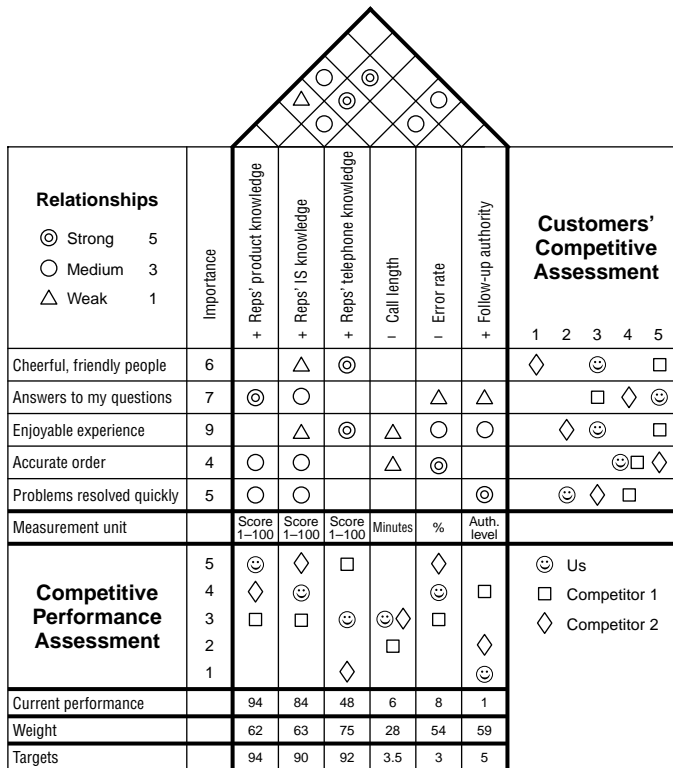 Relationships
Strong 5
Medium 3
Weak 1
Importance
+ Reps’ product knowledge
+ Reps’ IS knowledge
+ Reps’ telephone knowledge
– Call length
– Error rate
+ Follow-up authority
Customers’
Competitive
Assessment
1 2 3 4 5
Cheerful, friendly people 6
Answers to my questions 7
Enjoyable experience 9
Accurate order 4
Problems resolved quickly 5
Measurement unit Score 1–100 Score 1–100 Score 1–100 Minutes % Auth. level
Competitive
Performance
Assessment
5
4
3
2
1
Us
Competitor 1
Competitor 2
Current performance 94 84 48 6 8 1
Weight 62 63 75 28 54 59
Targets 94 90 92 3.5 3 5